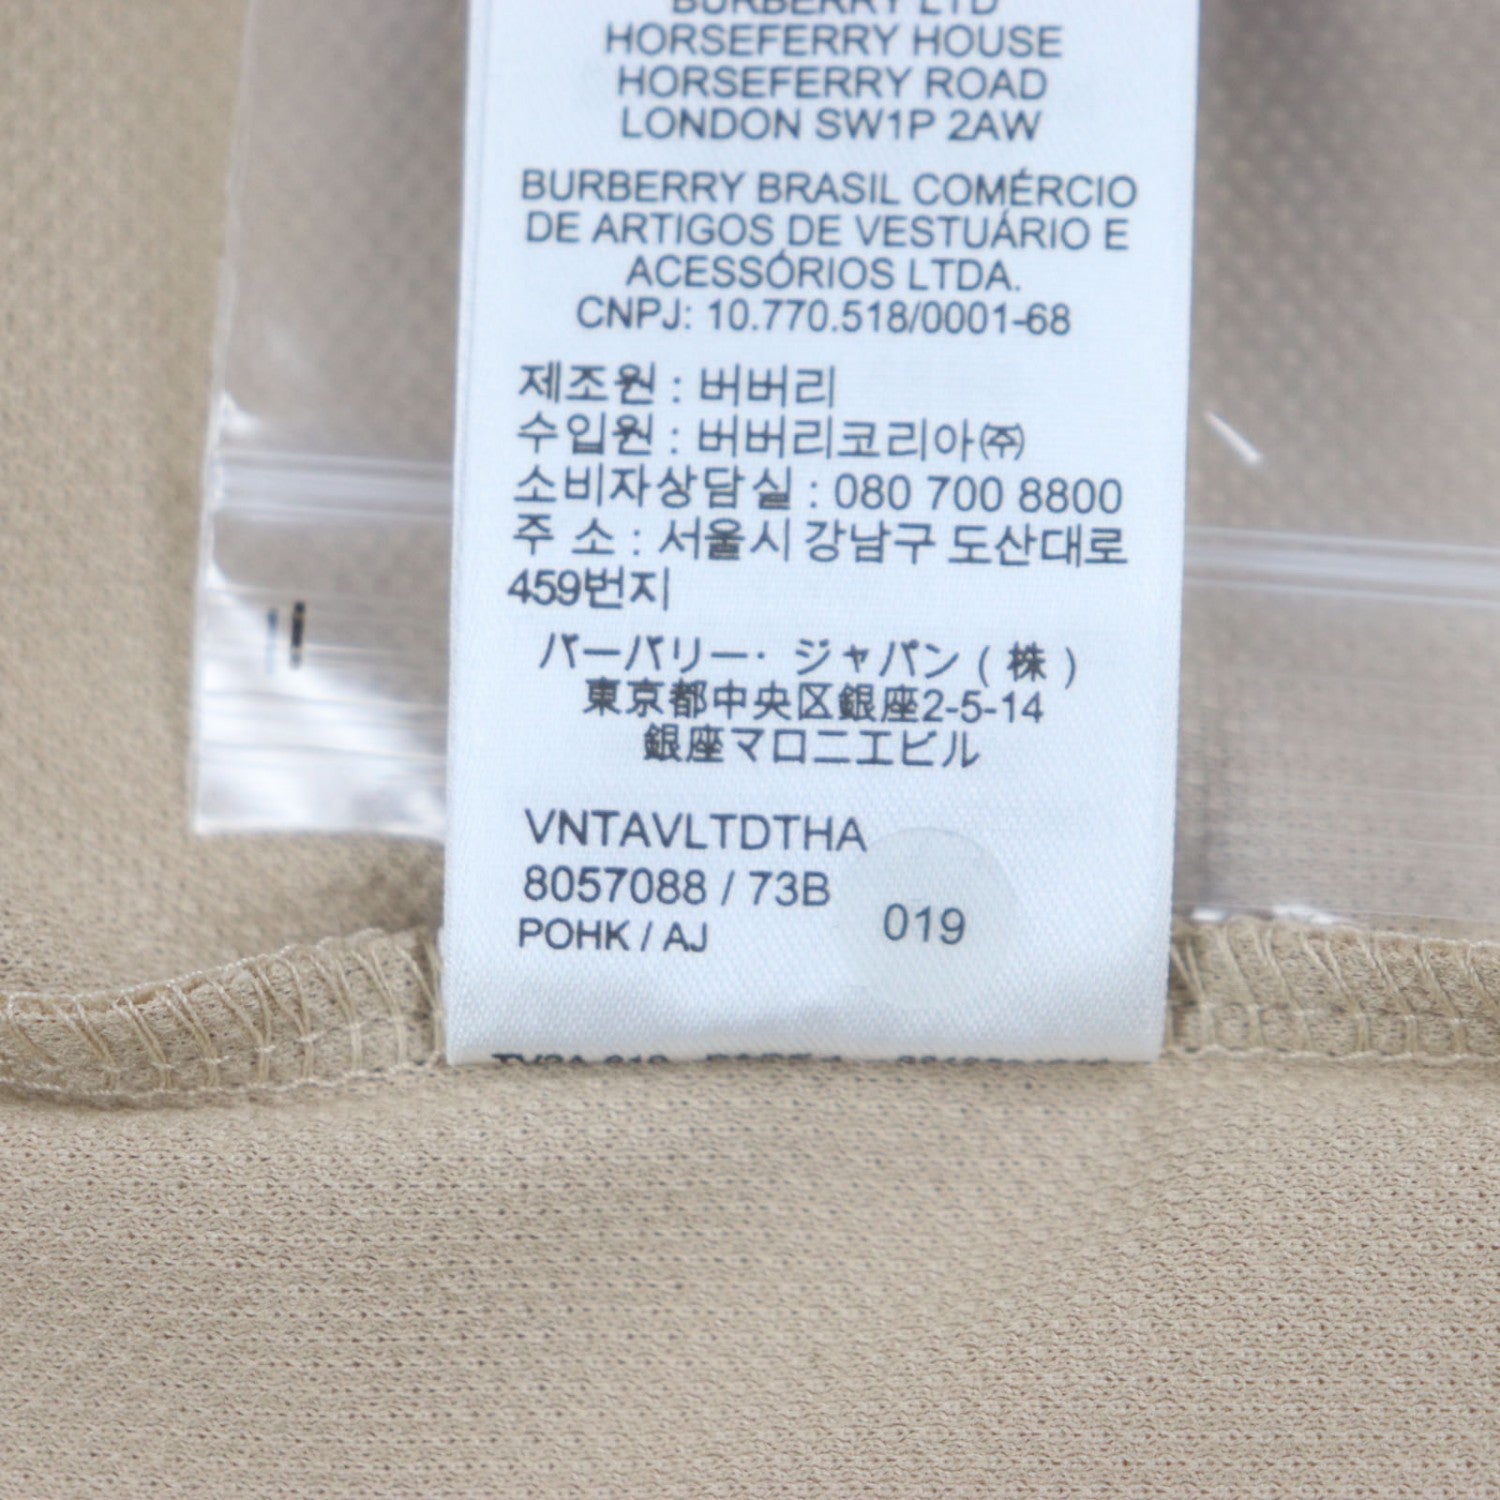 BURBERRY LTD
HORSEFERRY HOUSE
HORSEFERRY ROAD
LONDON SW1P 2AW
BURBERRY BRASIL COMÉRCIO
DE ARTIGOS DE VESTUÁRIO E
ACESSÓRIOS LTDA.
CNPJ: 10.770.518/0001-68
제조원 : 버버리
수입원 : 버버리코리아㈜
소비자상담실 : 080 700 8800
주 소 : 서울시 강남구 도산대로
459번지
バーバリー・ジャパン ( 株 )
東京都中央区銀座2-5-14
銀座マロニエビル
VNTAVLTDTHA
8057088 / 73B
POHK / AJ
019